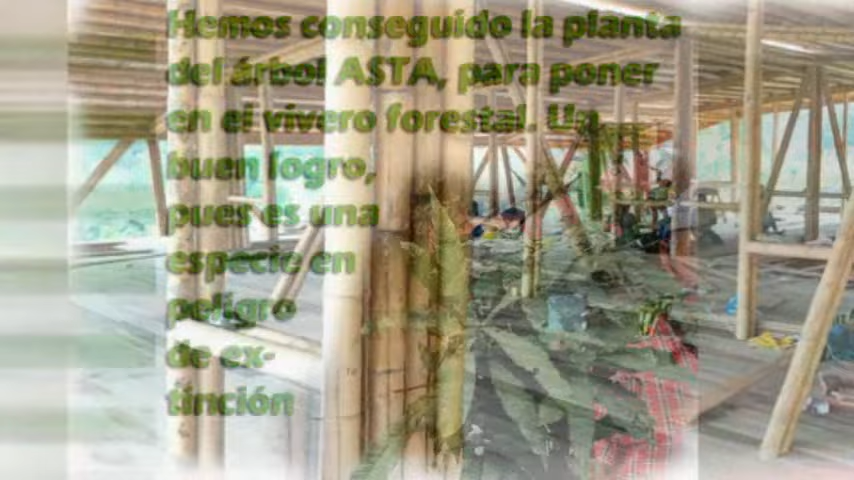 Hemos conseguido la planta
del árbol ASTA, para poner
en el vivero forestal. Un
buen logro,
pues es una
especie en
peligro
de ex-
tinción